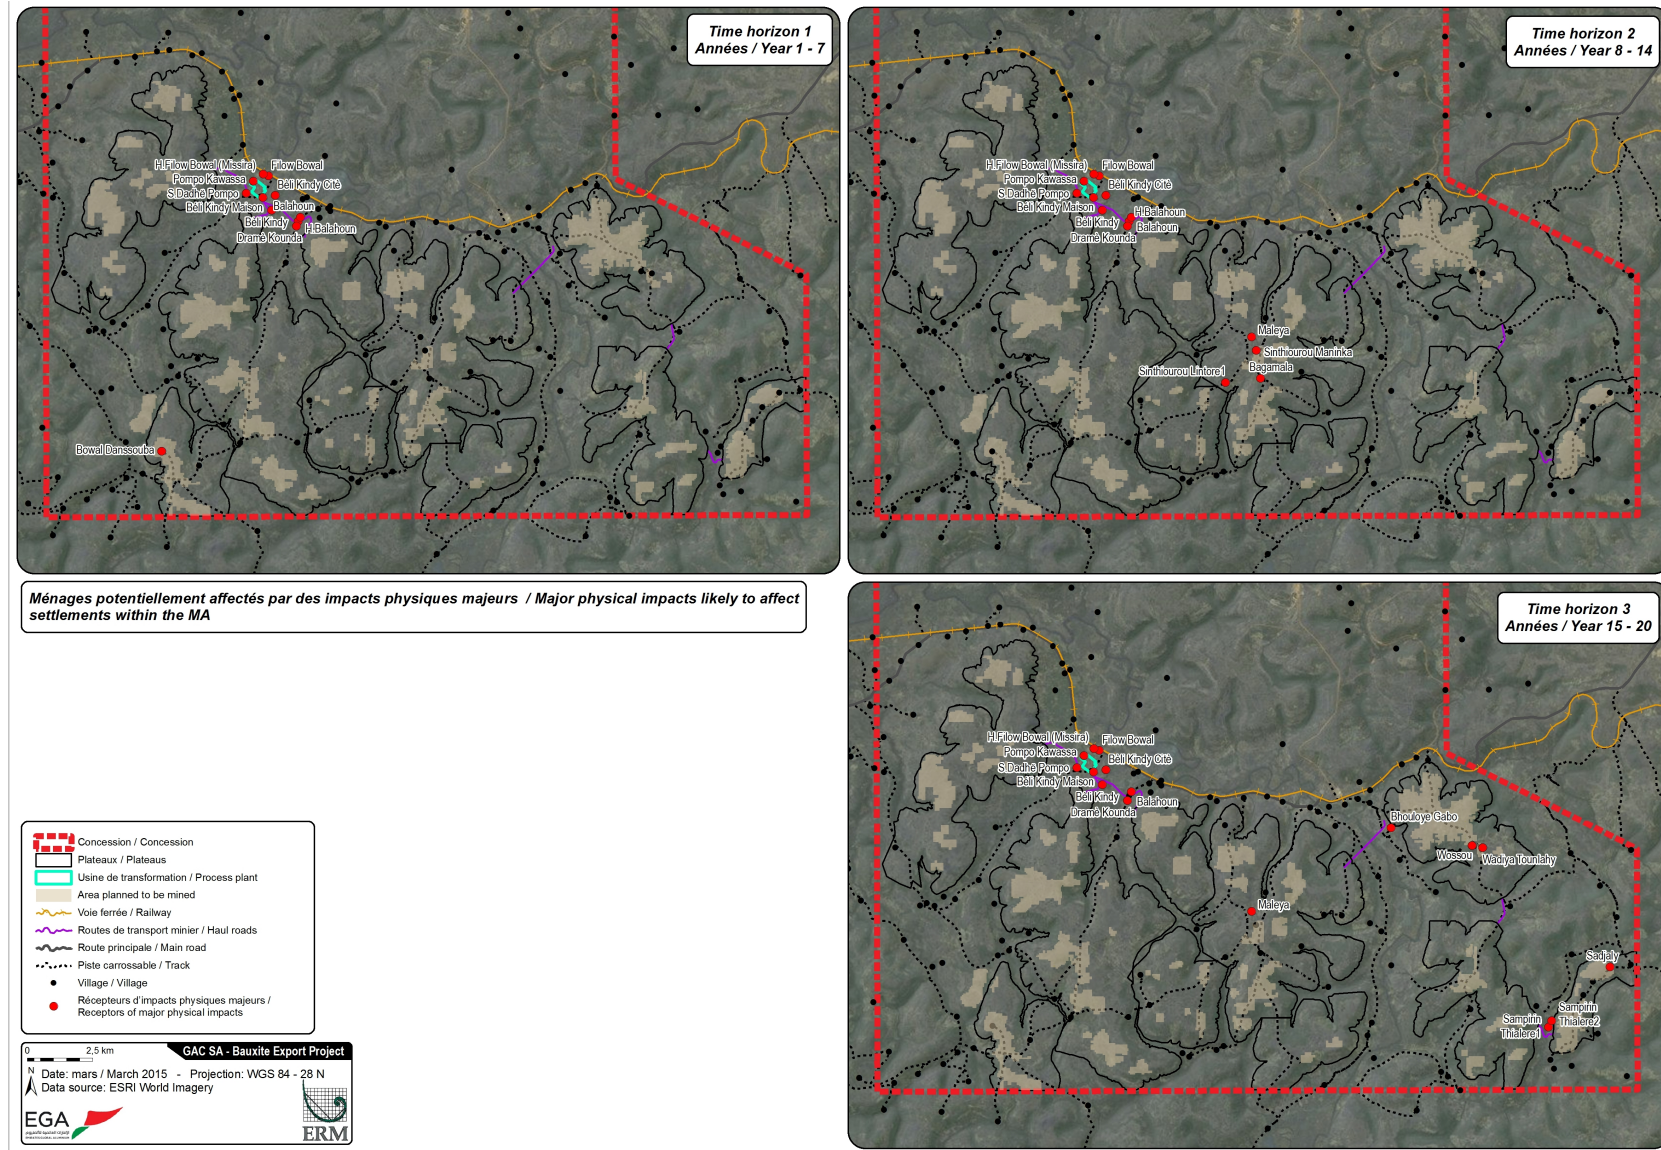 Time horizon 1
Années / Year 1 - 7
H.Filow Bowal (Missira)
Filow Bowal
Pompo Kawassa
Béli Kindy Cité
S.Dadhé Pompo
Béli Kindy Maison
Balahoun
Béli Kindy
H.Balahoun
Dramé Kounda
Bowal Danssouba
Time horizon 2
Années / Year 8 - 14
H.Filow Bowal (Missira)
Filow Bowal
Pompo Kawassa
Béli Kindy Cité
S.Dadhé Pompo
Béli Kindy Maison
H.Balahoun
Béli Kindy
Balahoun
Dramé Kounda
Maleya
Sinthiourou Maninka
Bagamala
Sinthiourou Lintore1
Ménages potentiellement affectés par des impacts physiques majeurs / Major physical impacts likely to affect
settlements within the MA
Time horizon 3
Années / Year 15 - 20
H.Filow Bowal (Missira)
Filow Bowal
Pompo Kawassa
Béli Kindy Cité
S.Dadhé Pompo
Béli Kindy Maison
Béli Kindy
Balahoun
Dramé Kounda
Bhouloye Gabo
Wossou
Wadiya Tounlahy
Maleya
Sadjaly
Sampirin
Thialere1
Sampirin
Thialere2
Concession / Concession
Plateaux / Plateaus
Usine de transformation / Process plant
Area planned to be mined
Voie ferrée / Railway
Routes de transport minier / Haul roads
Route principale / Main road
Piste carrossable / Track
Village / Village
Récepteurs d'impacts physiques majeurs /
Receptors of major physical impacts
0 2,5 km
GAC SA - Bauxite Export Project
N
Date: mars / March 2015 - Projection: WGS 84 - 28 N
Data source: ESRI World Imagery
EGA
ERM